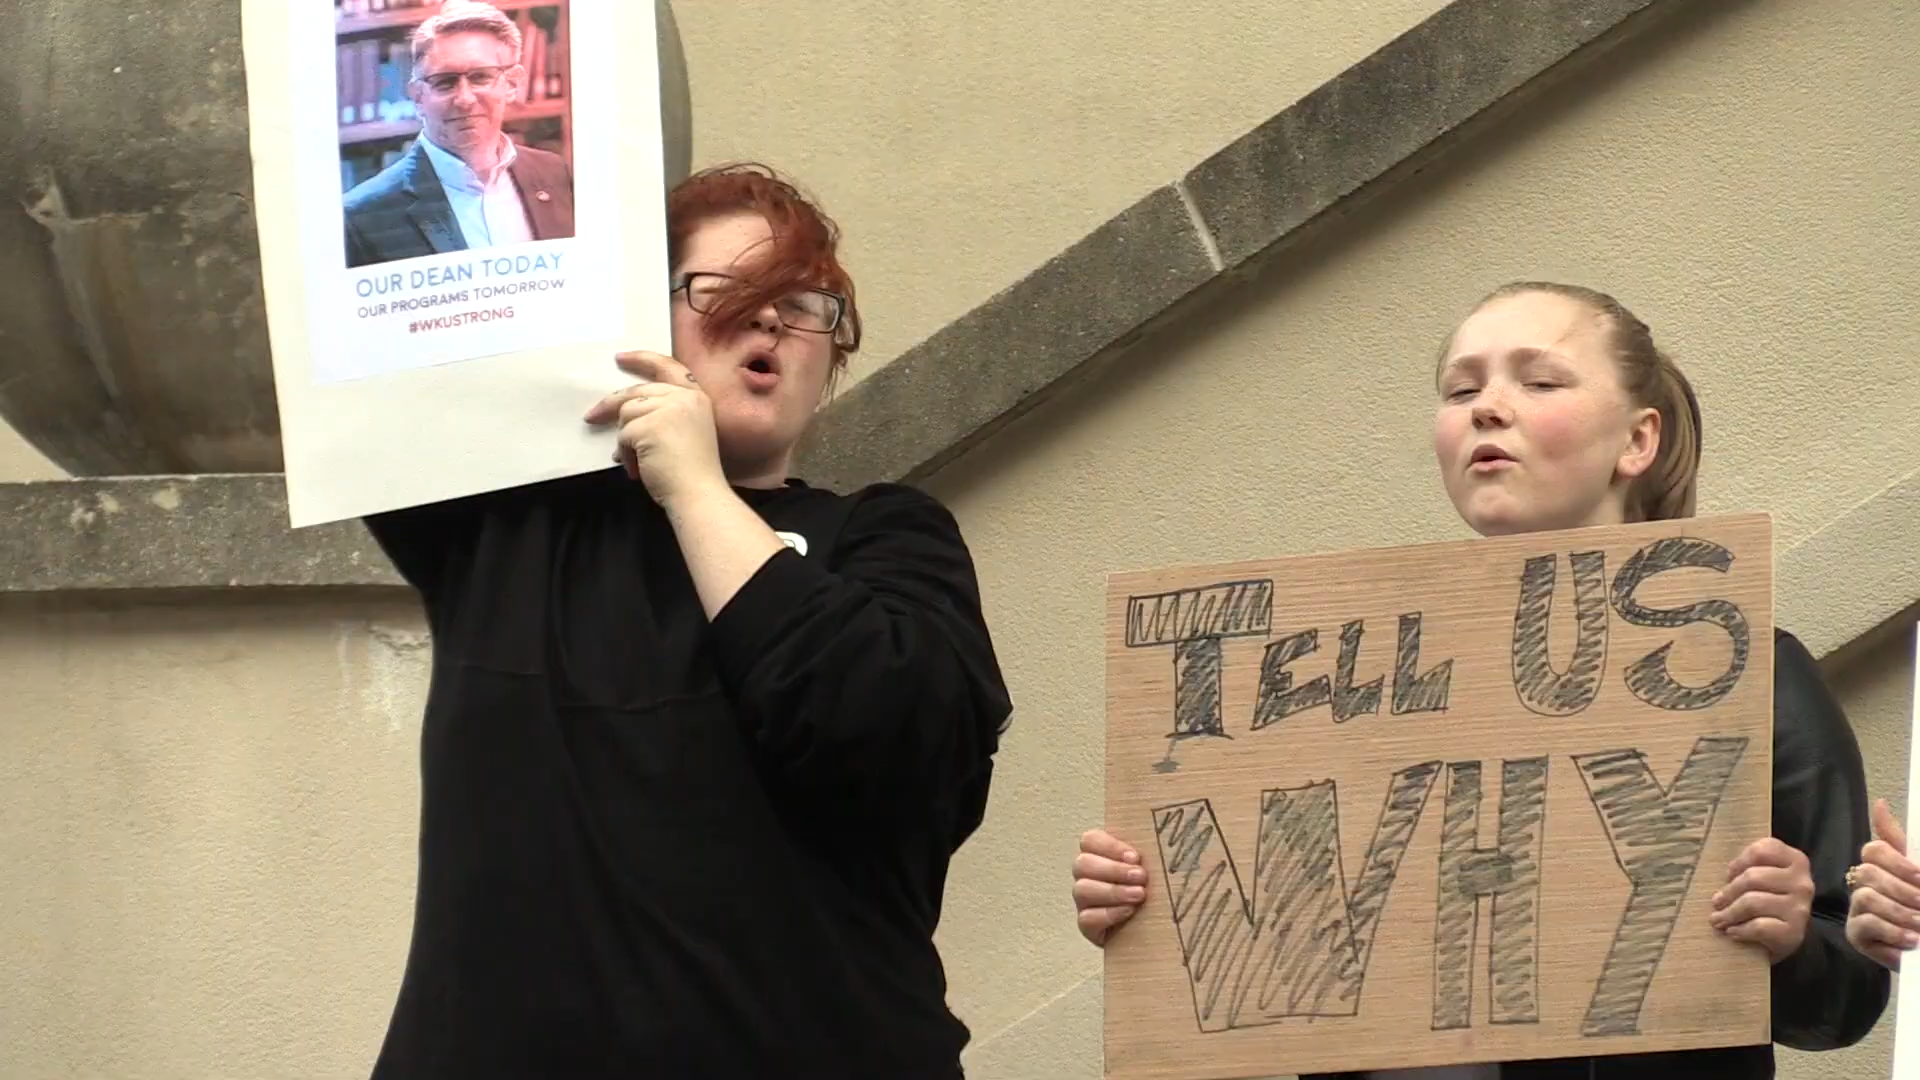 OUR DEAN TODAY
OUR PROGRAMS TOMORROW
#WKUSTRONG
TELL US
WHY